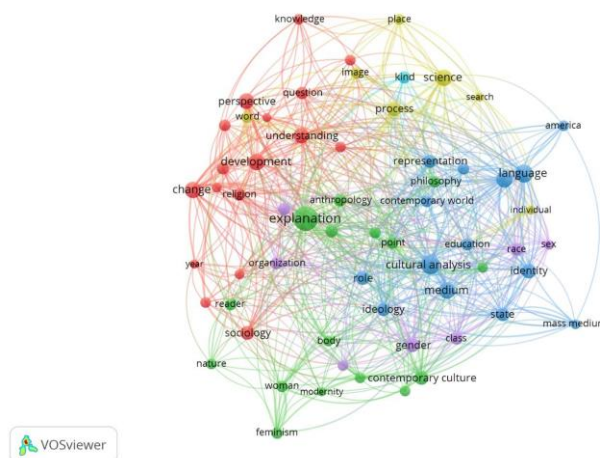 knowledge
place
image
kind
science
question
search
perspective
word
process
america
understanding
representation
development
philosophy
language
change
religion
anthropology
contemporary world
explanation
individual
point
education
race
sex
year
organization
cultural analysis
identity
role
medium
reader
ideology
state
mass medium
sociology
body
gender
class
nature
contemporary culture
woman
modernity
feminism
VOSviewer